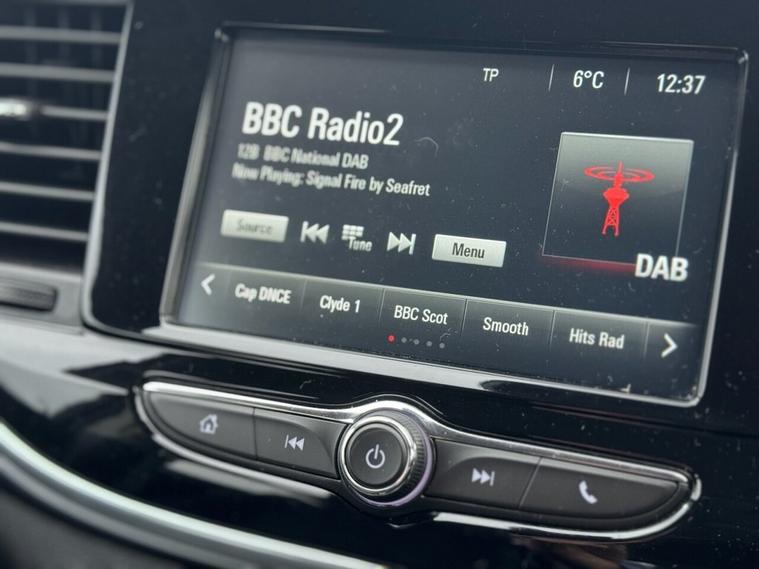 TP 6°C 12:37
BBC Radio2
12B BBC National DAB
Now Playing: Signal Fire by Seafret
Source Tune Menu
DAB
Cap DNCE Clyde 1 BBC Scot Smooth Hits Rad